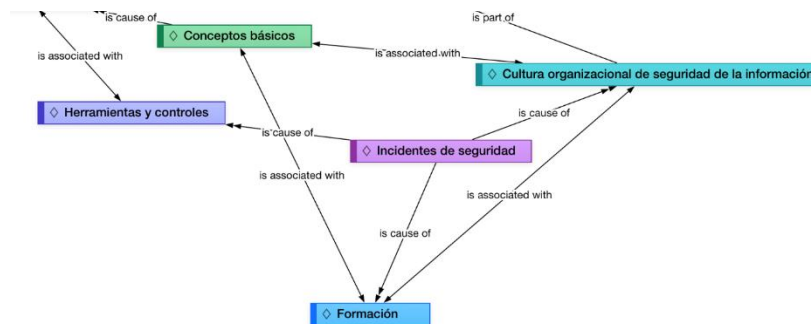 is cause of
is part of
◇ Conceptos básicos
is associated with
is associated with
◇ Cultura organizacional de seguridad de la información
◇ Herramientas y controles
is cause of
is cause of
◇ Incidentes de seguridad
is associated with
is associated with
is cause of
◇ Formación